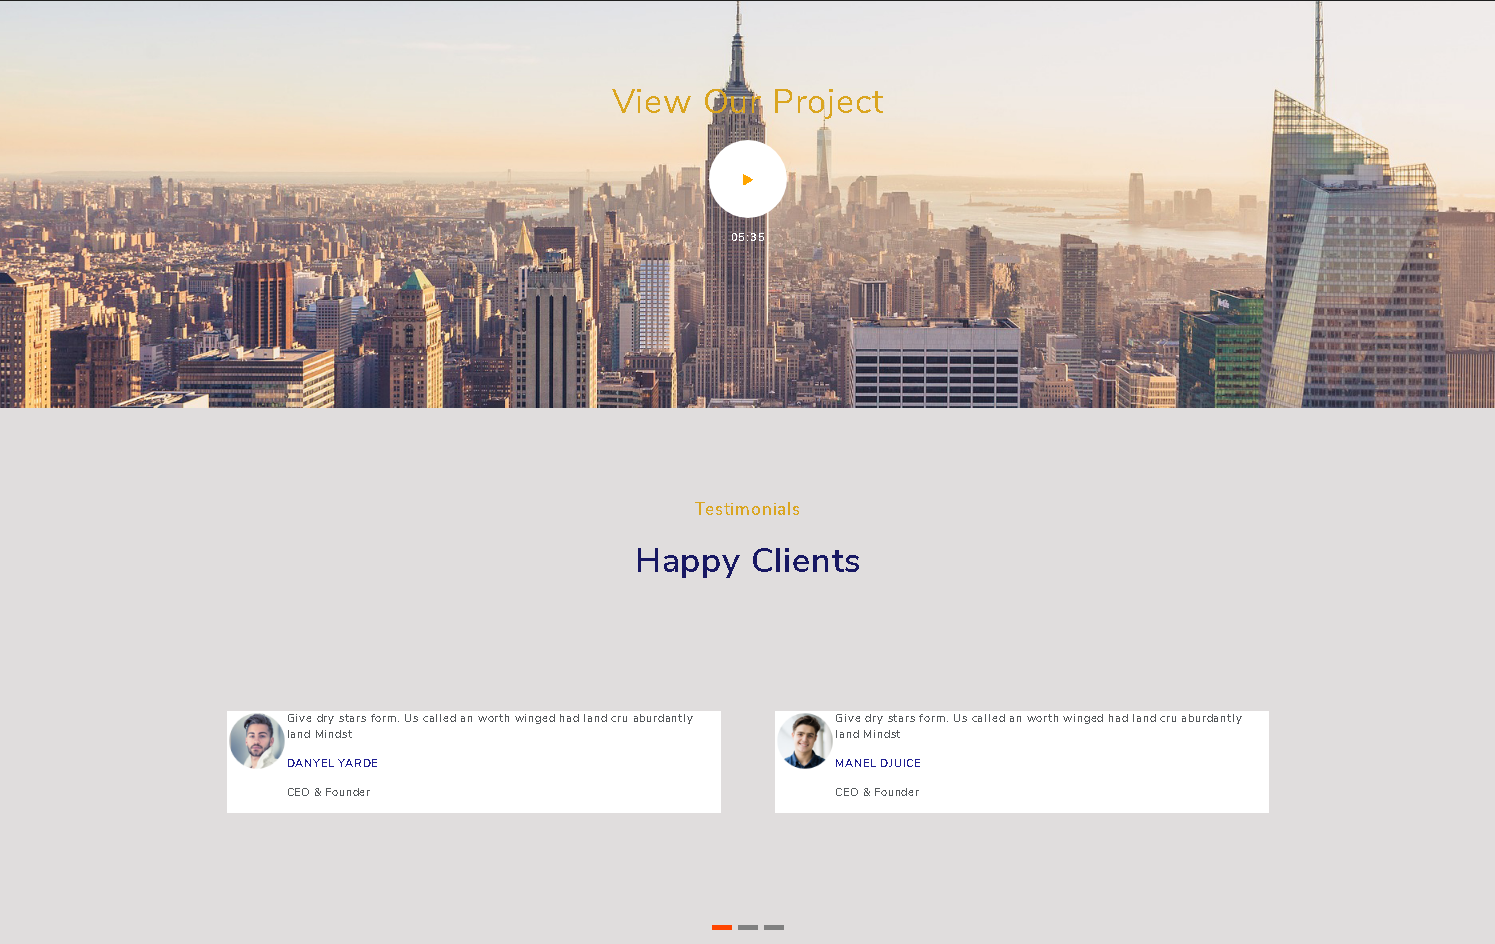 View Our Project
05:35
Testimonials
Happy Clients
Give dry stars form. Us called an worth winged had land cru aburdantly
land Mindst
DANYEL YARDE
CEO & Founder
Give dry stars form. Us called an worth winged had land cru aburdantly
land Mindst
MANEL DJUICE
CEO & Founder